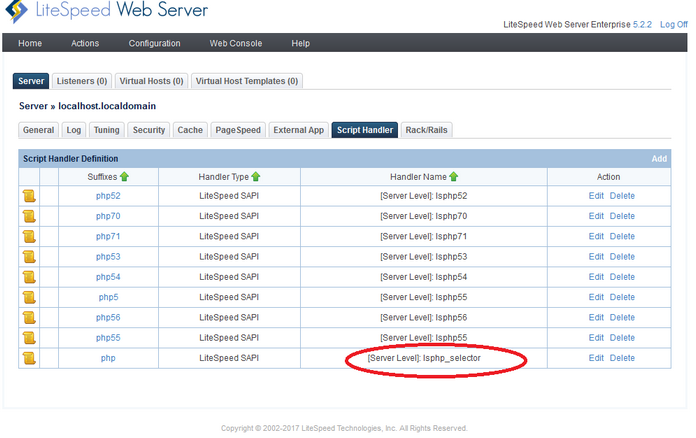 LiteSpeed Web Server
LiteSpeed Web Server Enterprise 5.2.2 Log Off
Home Actions Configuration Web Console Help
Server Listeners (0) Virtual Hosts (0) Virtual Host Templates (0)
Server » localhost.localdomain
General Log Tuning Security Cache PageSpeed External App Script Handler Rack/Rails
Script Handler Definition Add
Suffixes Handler Type Handler Name Action
php52 LiteSpeed SAPI [Server Level]: lsphp52 Edit Delete
php70 LiteSpeed SAPI [Server Level]: lsphp70 Edit Delete
php71 LiteSpeed SAPI [Server Level]: lsphp71 Edit Delete
php53 LiteSpeed SAPI [Server Level]: lsphp53 Edit Delete
php54 LiteSpeed SAPI [Server Level]: lsphp54 Edit Delete
php5 LiteSpeed SAPI [Server Level]: lsphp55 Edit Delete
php56 LiteSpeed SAPI [Server Level]: lsphp56 Edit Delete
php55 LiteSpeed SAPI [Server Level]: lsphp55 Edit Delete
php LiteSpeed SAPI [Server Level]: lsphp_selector Edit Delete
Copyright © 2002-2017 LiteSpeed Technologies, Inc. All Rights Reserved.